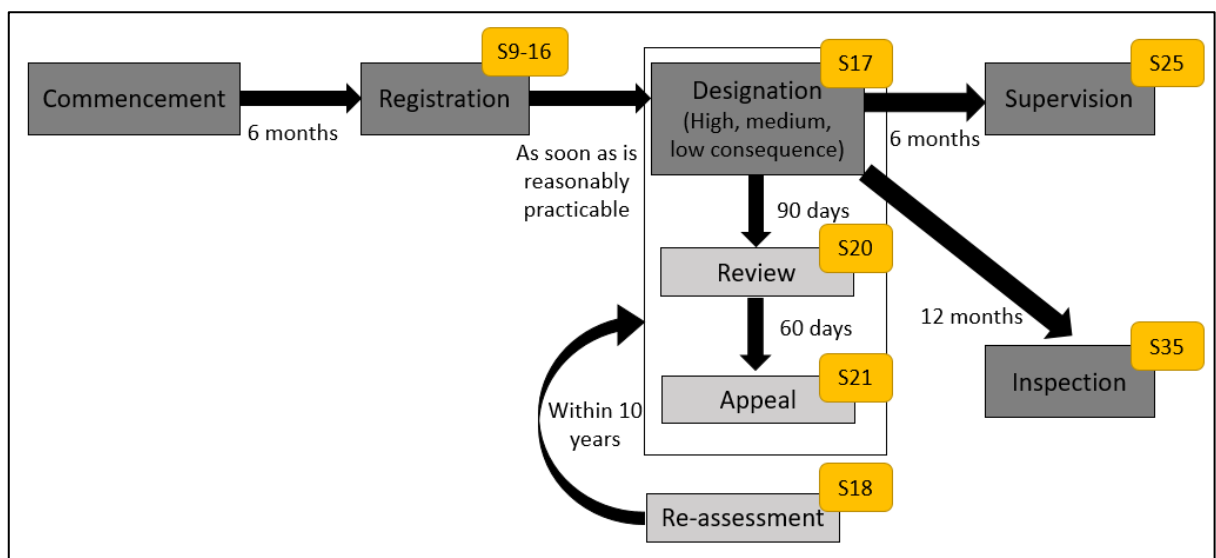 S9-16
S17
S25
Commencement
Registration
Designation
(High, medium,
low consequence)
Supervision
6 months
As soon as is
reasonably
practicable
6 months
90 days
S20
Review
60 days
12 months
S35
Inspection
S21
Appeal
Within 10
years
S18
Re-assessment